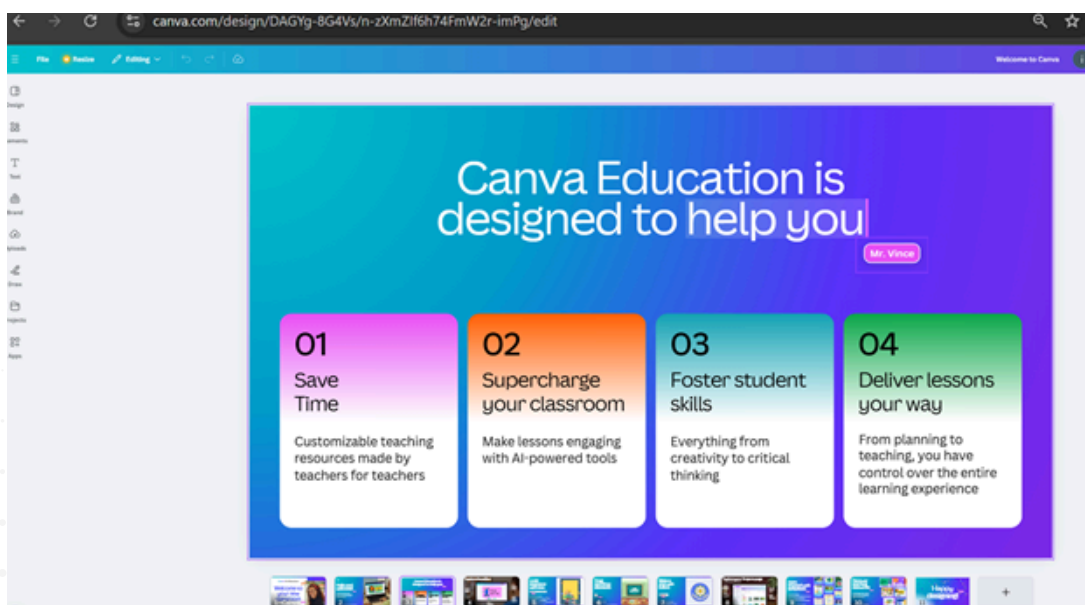 canva.com/design/DAGYg-8G4Vs/n-zXmZlf6h74FmW2r-imPg/edit
File Resize Editing Welcome to Canva
Design
Text
Brand
Draw
Apps
Canva Education is
designed to help you
Mr. Vince
01
Save
Time
Customizable teaching
resources made by
teachers for teachers
02
Supercharge
your classroom
Make lessons engaging
with AI-powered tools
03
Foster student
skills
Everything from
creativity to critical
thinking
04
Deliver lessons
your way
From planning to
teaching, you have
control over the entire
learning experience
Happy
designing!